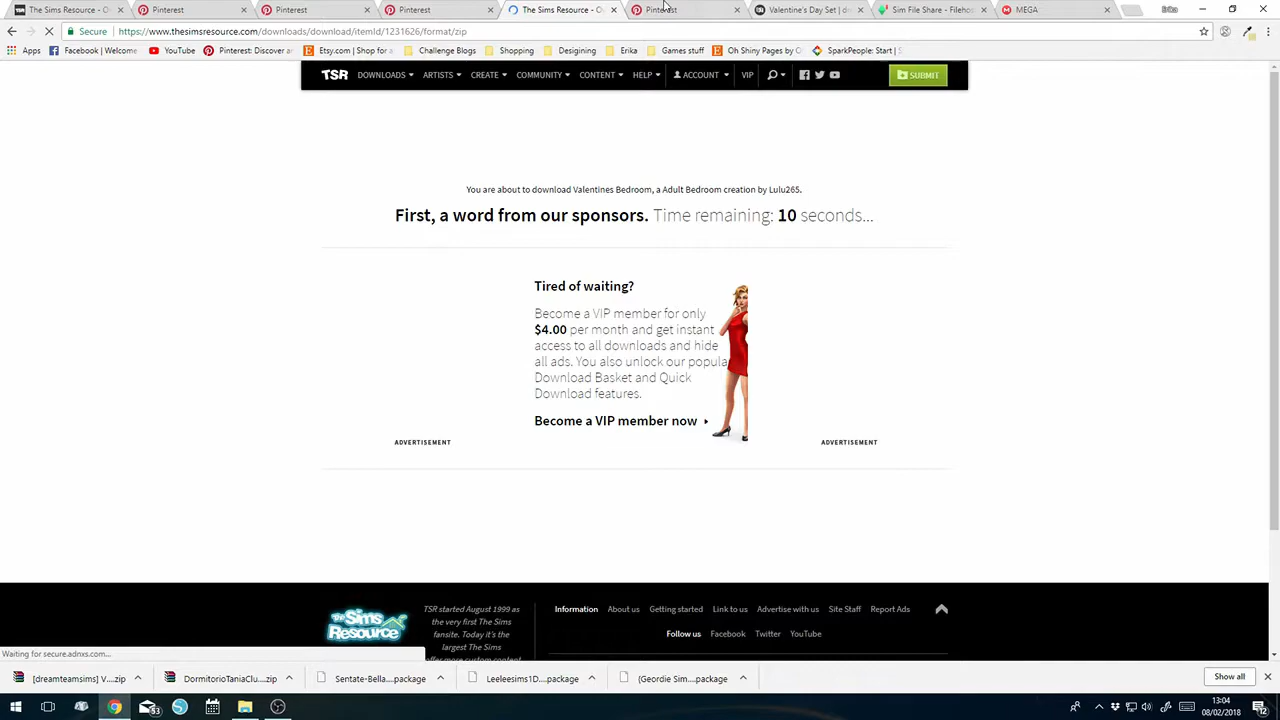 The Sims Resource - O
Pinterest
Pinterest
Pinterest
The Sims Resource - O
Pinterest
Valentine's Day Set | de
Sim File Share - Filehos
MEGA
Secure
https://www.thesimsresource.com/downloads/download/itemId/1231626/format/zip
Apps
Facebook | Welcome
YouTube
Pinterest: Discover a
Etsy.com | Shop for a
Challenge Blogs
Shopping
Desigining
Erika
Games stuff
Oh Shiny Pages by O
SparkPeople: Start | S
TSR DOWNLOADS ARTISTS CREATE COMMUNITY CONTENT HELP ACCOUNT VIP SUBMIT
You are about to download Valentines Bedroom, a Adult Bedroom creation by Lulu265.
First, a word from our sponsors. Time remaining: 10 seconds...
Tired of waiting?
Become a VIP member for only
$4.00 per month and get instant
access to all downloads and hide
all ads. You also unlock our popula
Download Basket and Quick
Download features.
Become a VIP member now
ADVERTISEMENT
ADVERTISEMENT
The Sims
Resource
TSR started August 1999 as
the very first The Sims
fansite. Today it's the
largest The Sims
offer more custom content
Information About us Getting started Link to us Advertise with us Site Staff Report Ads
Follow us Facebook Twitter YouTube
Waiting for secure.adnxs.com...
[dreamteamsims] V....zip
DormitorioTaniaClu....zip
Sentate-Bella....package
Leeleesims1D....package
(Geordie Sim....package
Show all
13:04
08/02/2018